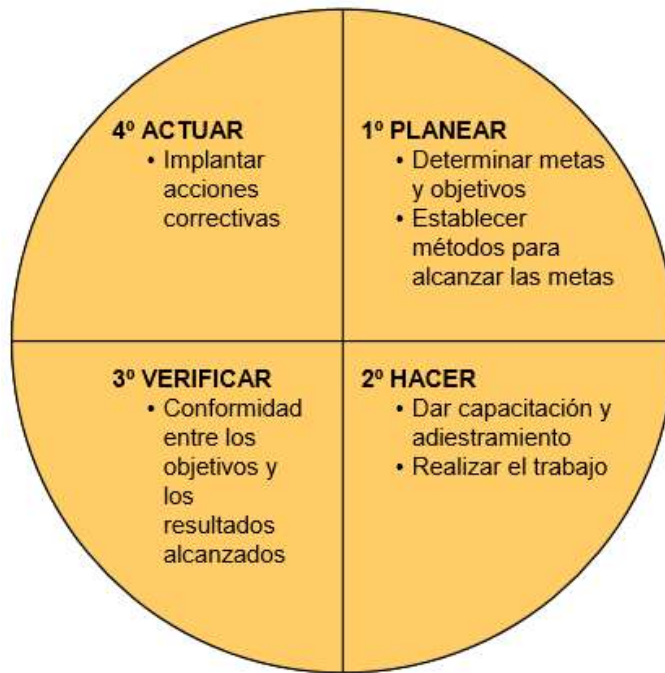 1º PLANEAR
• Determinar metas
y objetivos
• Establecer
métodos para
alcanzar las metas
2º HACER
• Dar capacitación y
adiestramiento
• Realizar el trabajo
3º VERIFICAR
• Conformidad
entre los
objetivos y
los
resultados
alcanzados
4º ACTUAR
• Implantar
acciones
correctivas